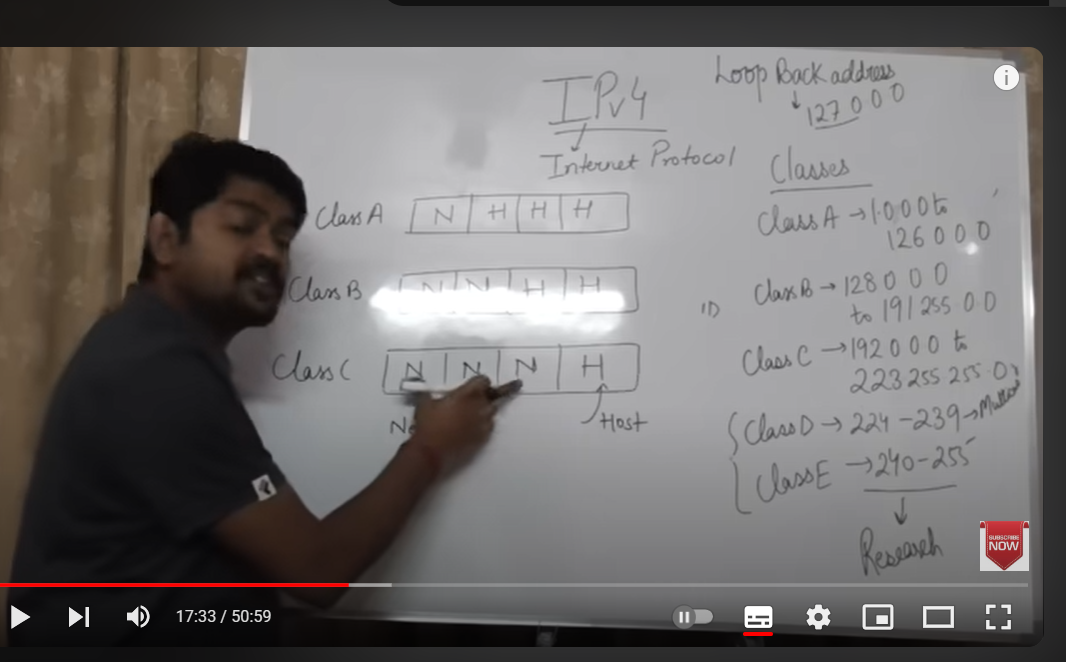 IPv4
Internet Protocol
Loop Back address
127 0 0 0
Classes
Class A → 1.0.0.0 to
126 0 0 0
Class B → 128 0 0 0
to 191 255 0 0
Class C → 192 0 0 0 to
223 255 255.0
Class D → 224 - 239 →
Class E → 240 - 255
Research
Class A N H H H
Class B N N H H
Class C N N N H
Host
i
SUBSCRIBE
NOW
17:33 / 50:59